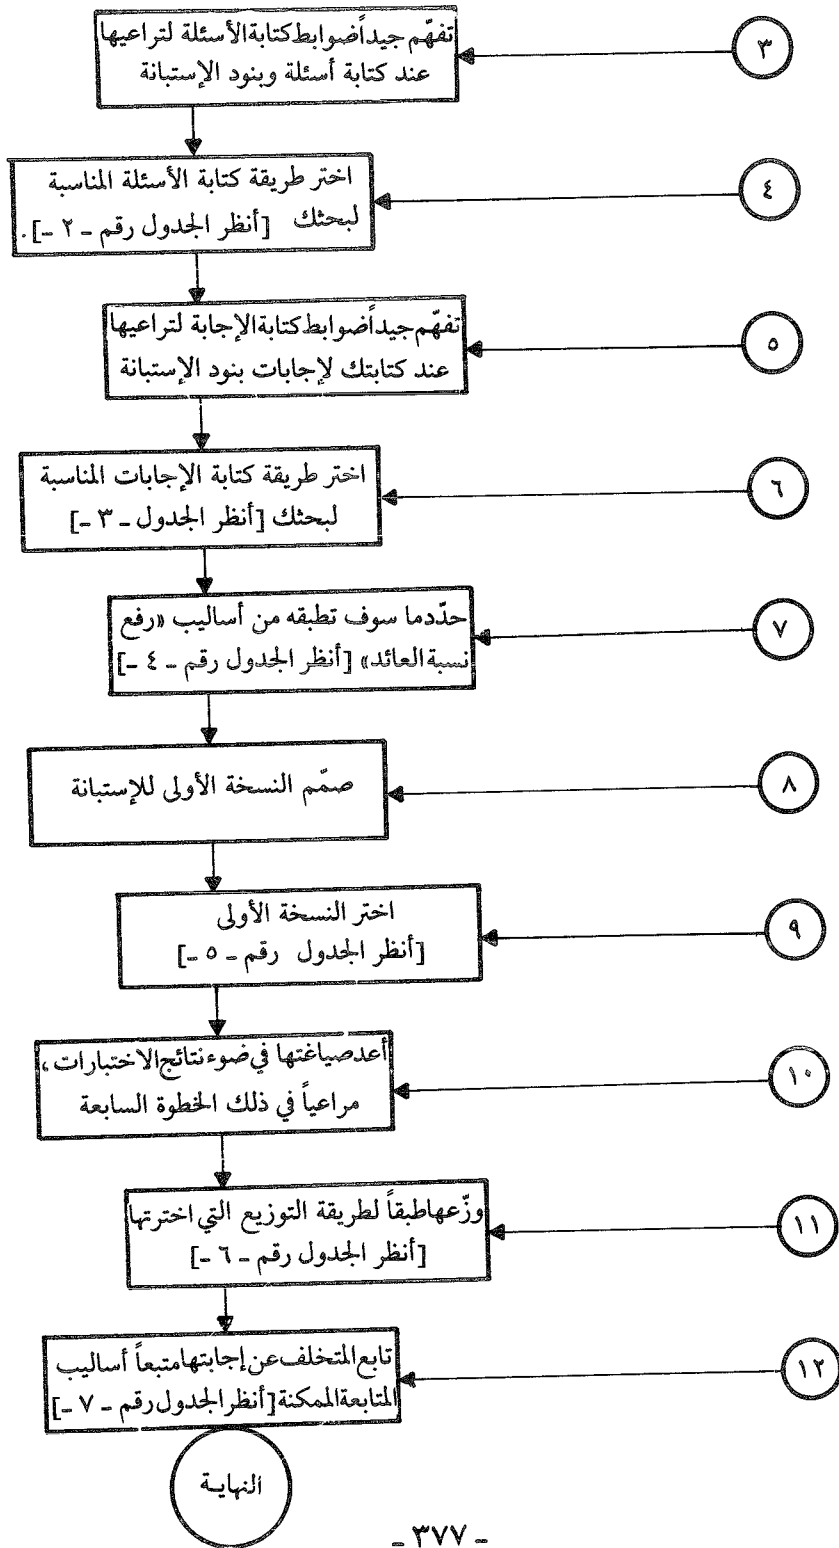 ٣
تفهّم جيداً ضوابط كتابة الأسئلة لتراعيها
عند كتابة أسئلة وبنود الإستبانة
٤
اختر طريقة كتابة الأسئلة المناسبة
لبحثك [أنظر الجدول رقم - ٢ -].
٥
تفهّم جيداً ضوابط كتابة الإجابة لتراعيها
عند كتابتك لإجابات بنود الإستبانة
٦
اختر طريقة كتابة الإجابات المناسبة
لبحثك [أنظر الجدول - ٣ -]
٧
حدّد ما سوف تطبقه من أساليب «رفع
نسبة العائد» [أنظر الجدول رقم - ٤ -]
٨
صمّم النسخة الأولى للإستبانة
٩
اختر النسخة الأولى
[أنظر الجدول رقم - ٥ -]
١٠
أعد صياغتها في ضوء نتائج الاختبارات،
مراعياً في ذلك الخطوة السابعة
١١
وزّعها طبقاً لطريقة التوزيع التي اخترتها
[أنظر الجدول رقم - ٦ -]
١٢
تابع المتخلف عن إجابتها متبعاً أساليب
المتابعة الممكنة [أنظر الجدول رقم - ٧ -]
النهاية
- ٣٧٧ -